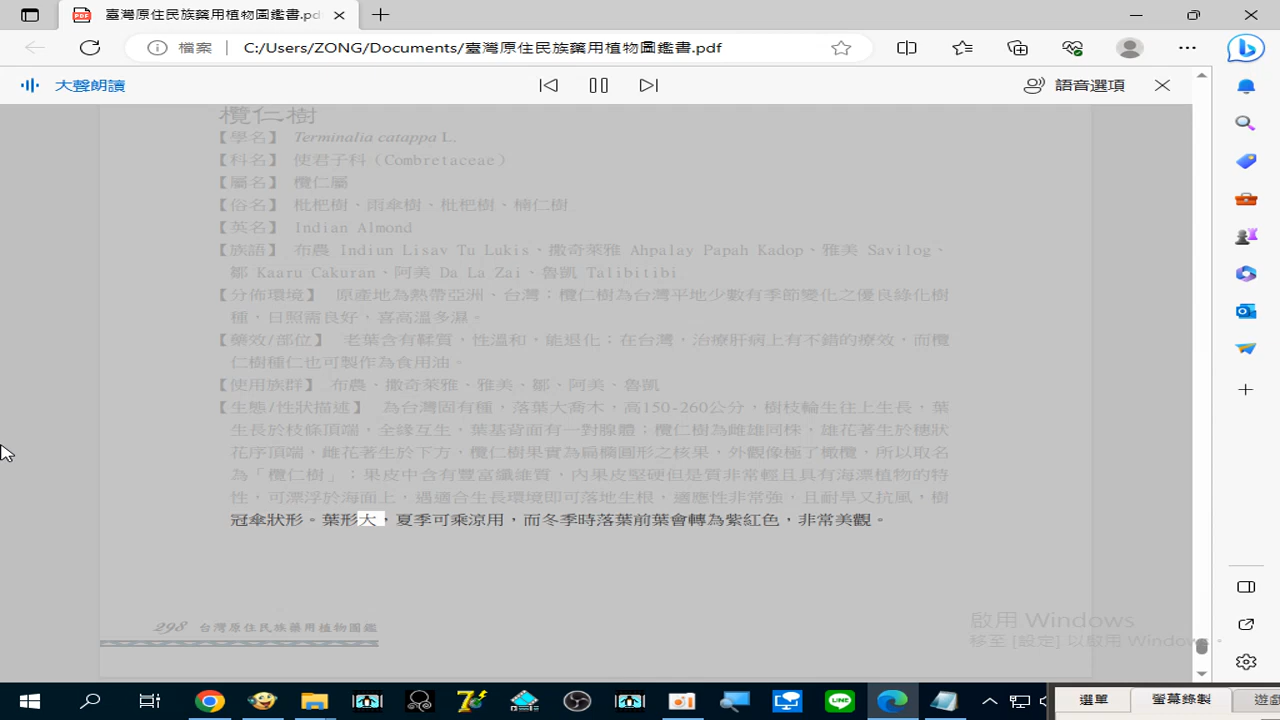 臺灣原住民族藥用植物圖鑑書.pd
檔案 C:/Users/ZONG/Documents/臺灣原住民族藥用植物圖鑑書.pdf
大聲朗讀 語音選項
欖仁樹
【學名】 Terminalia catappa L.
【科名】 使君子科（Combretaceae）
【屬名】 欖仁屬
【俗名】 枇杷樹、雨傘樹、枇杷樹、楠仁樹
【英名】 Indian Almond
【族語】 布農 Indiun Lisav Tu Lukis、撒奇萊雅 Ahpalay Papah Kadop、雅美 Savilog、
鄒 Kaaru Cakuran、阿美 Da La Zai、魯凱 Talibitibi
【分佈環境】 原產地為熱帶亞洲、台灣；欖仁樹為台灣平地少數有季節變化之優良綠化樹
種，日照需良好，喜高溫多濕。
【藥效/部位】 老葉含有鞣質，性溫和，能退化；在台灣，治療肝病上有不錯的療效，而欖
仁樹種仁也可製作為食用油。
【使用族群】 布農、撒奇萊雅、雅美、鄒、阿美、魯凱
【生態/性狀描述】 為台灣固有種，落葉大喬木，高150-260公分，樹枝輪生往上生長，葉
生長於枝條頂端，全緣互生，葉基背面有一對腺體；欖仁樹為雌雄同株，雄花著生於穗狀
花序頂端，雌花著生於下方，欖仁樹果實為扁橢圓形之核果，外觀像極了橄欖，所以取名
為「欖仁樹」；果皮中含有豐富纖維質，內果皮堅硬但是質非常輕且具有海漂植物的特
性，可漂浮於海面上，遇適合生長環境即可落地生根，適應性非常強，且耐旱又抗風，樹
冠傘狀形。葉形大，夏季可乘涼用，而冬季時落葉前葉會轉為紫紅色，非常美觀。
298 台灣原住民族藥用植物圖鑑
啟用 Windows
移至 [設定] 以啟用 Windows。
選單 螢幕錄製 遊戲